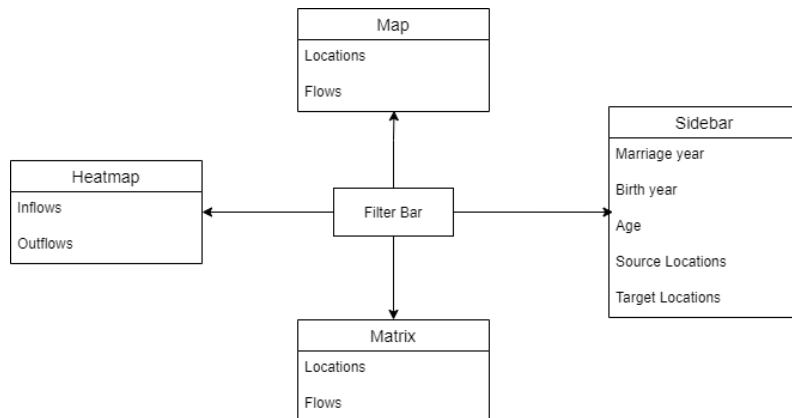 Map
Locations
Flows
Sidebar
Marriage year
Birth year
Age
Source Locations
Target Locations
Heatmap
Inflows
Outflows
Filter Bar
Matrix
Locations
Flows